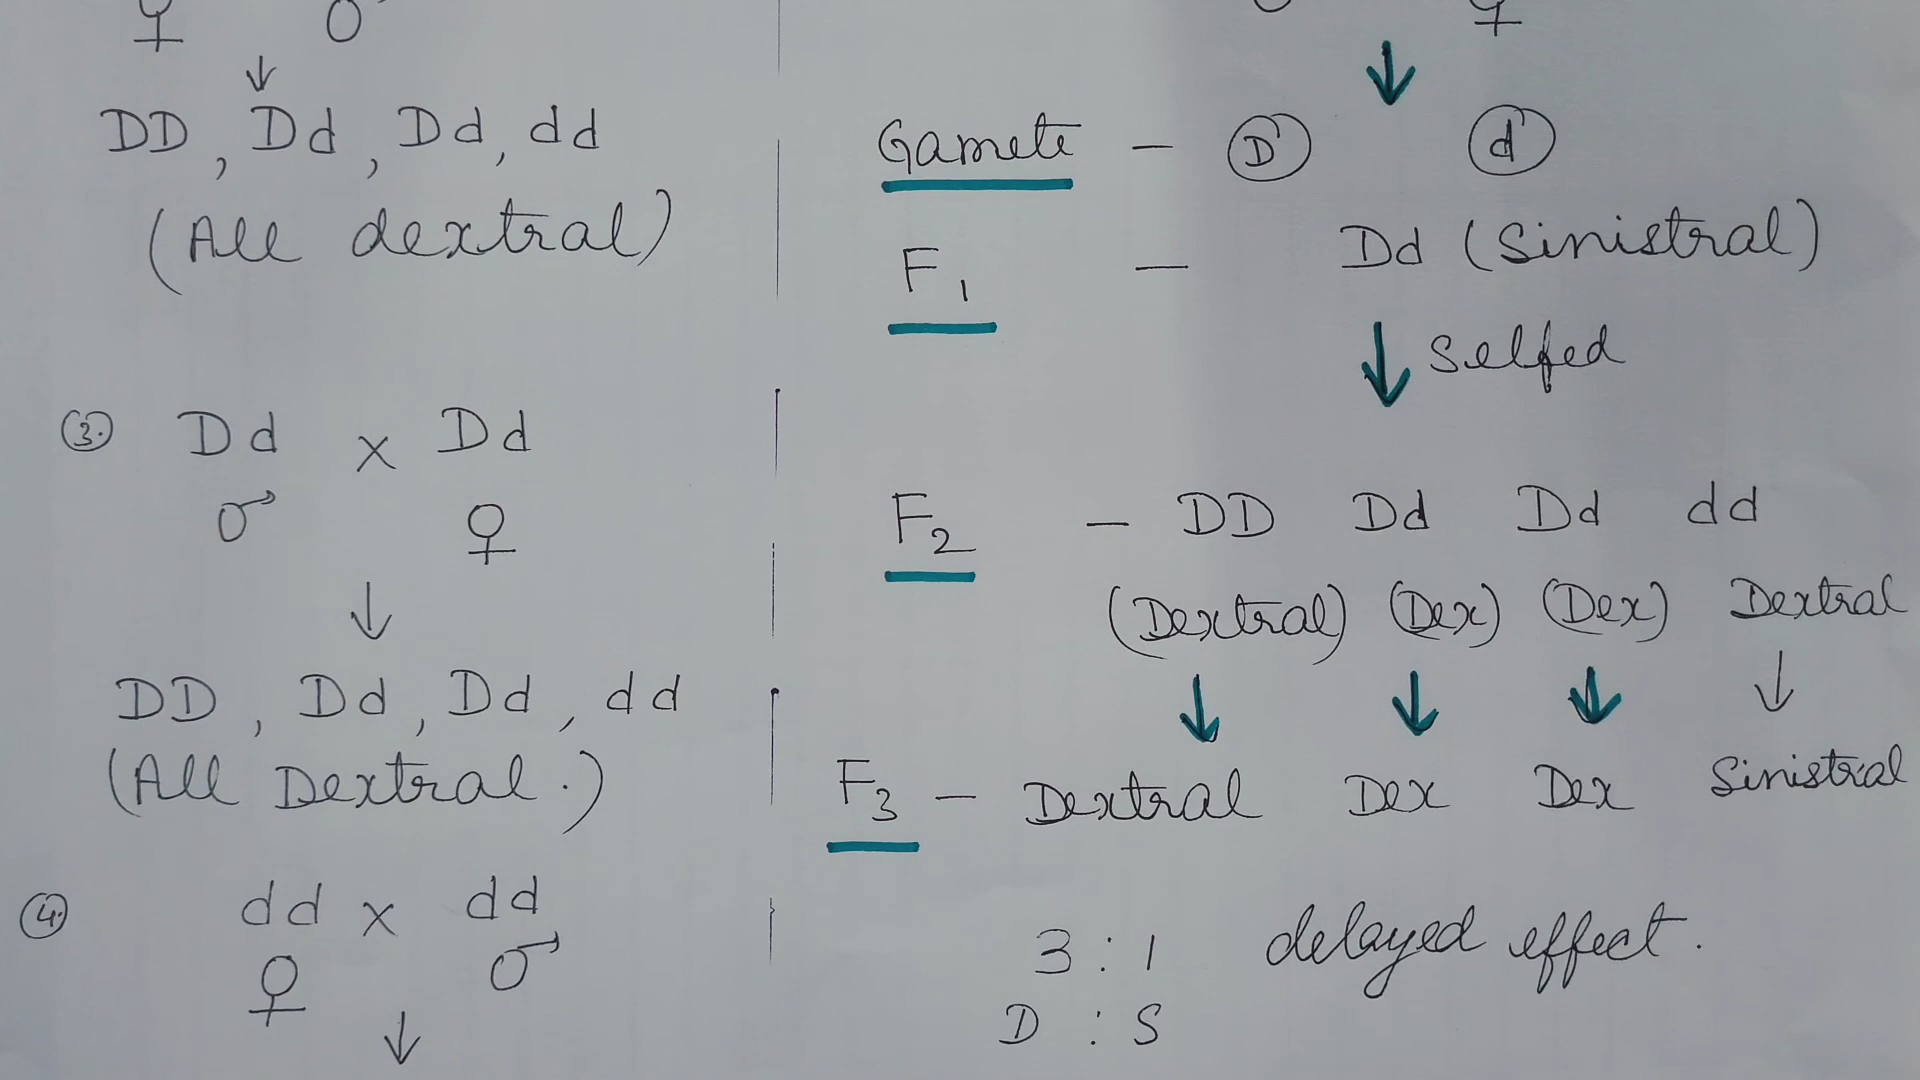 ♀ ♂
↓
DD, Dd, Dd, dd
(All dextral)
③ Dd × Dd
♂ ♀
↓
DD, Dd, Dd, dd
(All Dextral.)
④ dd × dd
♀ ♂
↓
♀
↓
Gamete - D d
F1 - Dd (Sinistral)
↓ Selfed
F2 - DD Dd Dd dd
(Dextral) (Dex) (Dex) Dextral
↓ ↓ ↓ ↓
F3 - Dextral Dex Dex Sinistral
3 : 1 delayed effect.
D : S